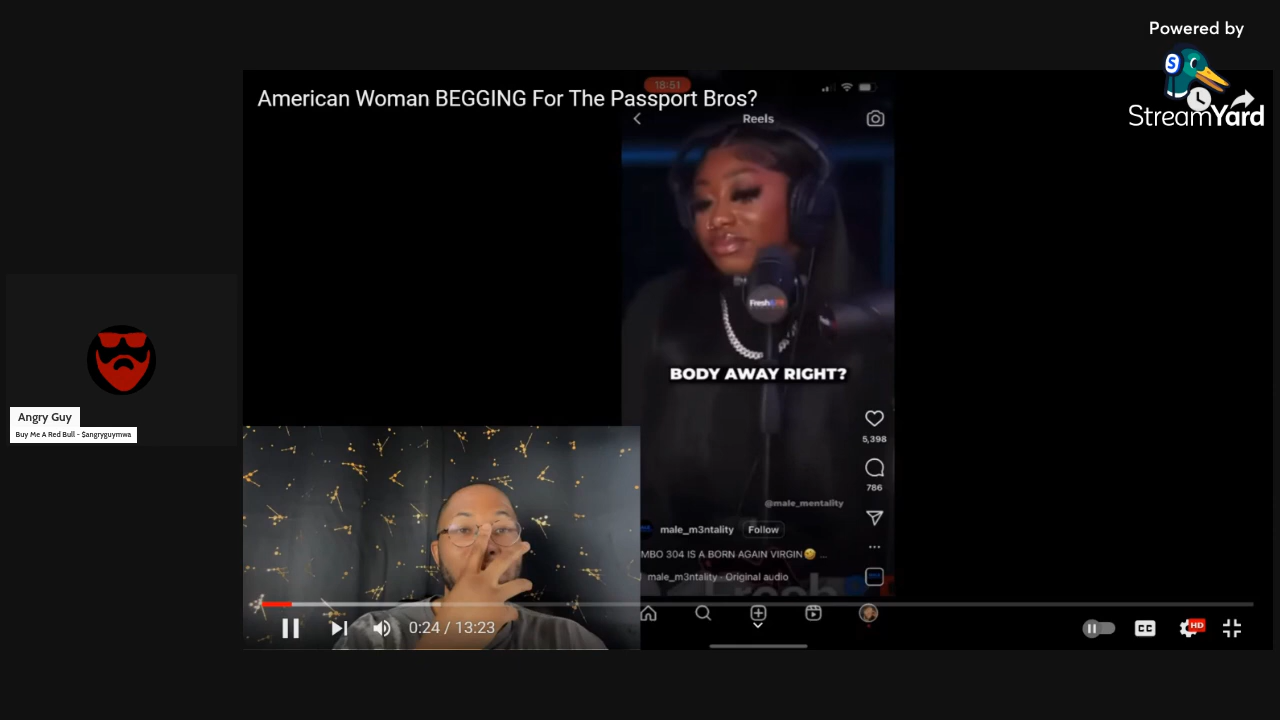 Powered by
StreamYard
American Woman BEGGING For The Passport Bros?
18:51
Reels
BODY AWAY RIGHT?
5,398
786
@male_mentality
male_m3ntality Follow
MBO 304 IS A BORN AGAIN VIRGIN🤣 ...
male_m3ntality · Original audio
Angry Guy
Buy Me A Red Bull - $angryguymwa
0:24 / 13:23
CC
HD